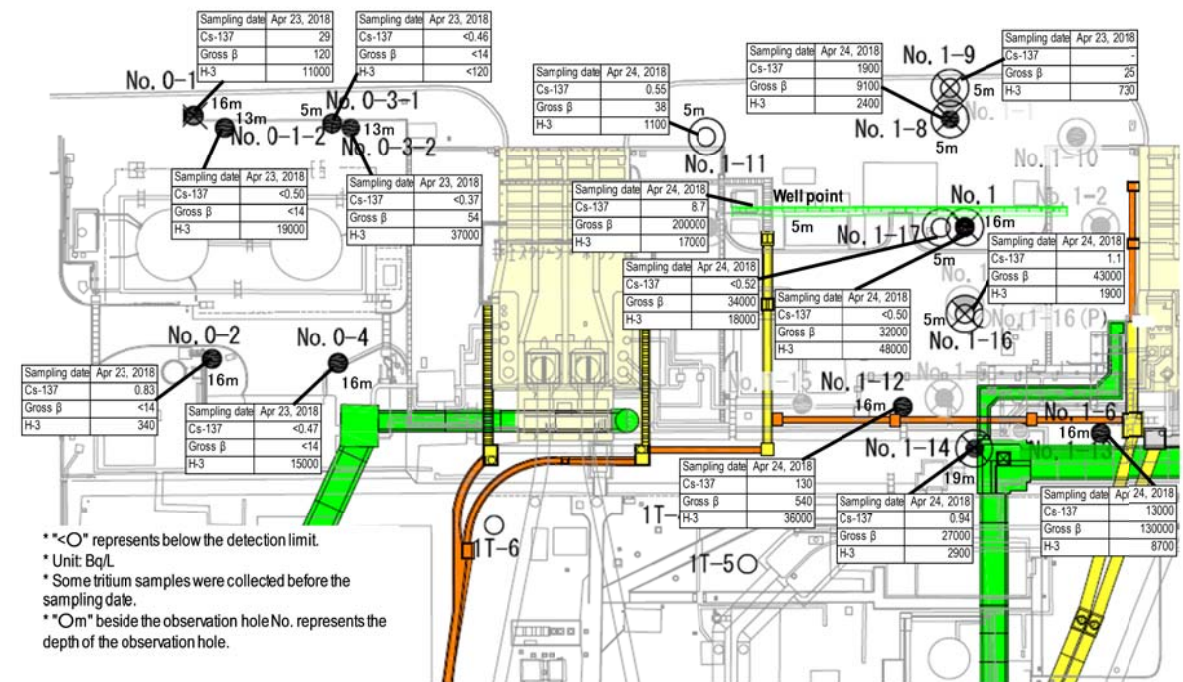 Sampling date Apr 23, 2018
Cs-137 29
Gross β 120
H-3 11000
Sampling date Apr 23, 2018
Cs-137 <0.46
Gross β <14
H-3 <120
Sampling date Apr 24, 2018
Cs-137 0.55
Gross β 38
H-3 1100
Sampling date Apr 24, 2018
Cs-137 1900
Gross β 9100
H-3 2400
Sampling date Apr 23, 2018
Cs-137 -
Gross β 25
H-3 730
No. 0-1
16m
13m
No. 0-1-2
5m
No. 0-3-1
13m
No. 0-3-2
5m
No. 1-11
No. 1-9
5m
No. 1-8
5m
No. 1-10
Sampling date Apr 23, 2018
Cs-137 <0.50
Gross β <14
H-3 19000
Sampling date Apr 23, 2018
Cs-137 <0.37
Gross β 54
H-3 37000
Sampling date Apr 24, 2018
Cs-137 8.7
Gross β 200000
H-3 17000
Well point
5m
No. 1
16m
No. 1-17
5m
Sampling date Apr 24, 2018
Cs-137 <0.52
Gross β 34000
H-3 18000
Sampling date Apr 24, 2018
Cs-137 <0.50
Gross β 32000
H-3 48000
Sampling date Apr 24, 2018
Cs-137 1.1
Gross β 43000
H-3 1900
5m
No. 1-16
No. 1-16 (P)
No. 0-2
16m
No. 0-4
16m
Sampling date Apr 23, 2018
Cs-137 0.83
Gross β <14
H-3 340
Sampling date Apr 23, 2018
Cs-137 <0.47
Gross β <14
H-3 15000
No. 1-12
16m
No. 1-6
16m
No. 1-14
19m
No. 1-13
Sampling date Apr 24, 2018
Cs-137 130
Gross β 540
H-3 36000
Sampling date Apr 24, 2018
Cs-137 0.94
Gross β 27000
H-3 2900
Sampling date Apr 24, 2018
Cs-137 13000
Gross β 130000
H-3 8700
1T-6
1T-5
* "<O" represents below the detection limit.
* Unit: Bq/L
* Some tritium samples were collected before the
sampling date.
* "Om" beside the observation hole No. represents the
depth of the observation hole.